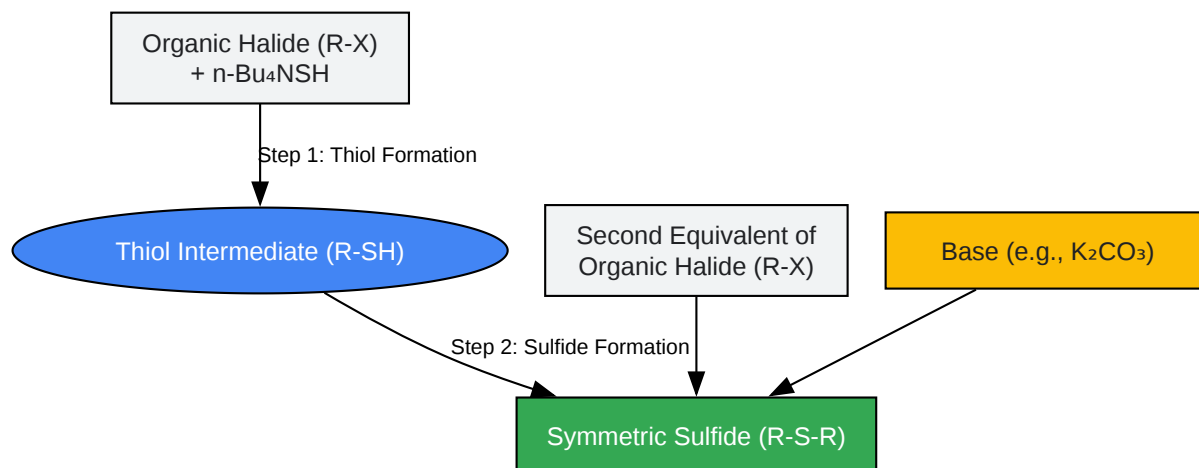 Organic Halide (R-X)
+ n-Bu₄NSH
Step 1: Thiol Formation
Thiol Intermediate (R-SH)
Second Equivalent of
Organic Halide (R-X)
Base (e.g., K₂CO₃)
Step 2: Sulfide Formation
Symmetric Sulfide (R-S-R)